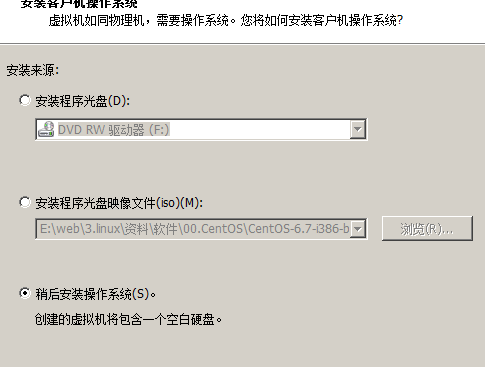 安装客户机操作系统
虚拟机如同物理机，需要操作系统。您将如何安装客户机操作系统?
安装来源:
安装程序光盘(D):
DVD RW 驱动器 (F:)
安装程序光盘映像文件(iso)(M):
E:\web\3.linux\资料\软件\00.CentOS\CentOS-6.7-i386-b
浏览(R)...
稍后安装操作系统(S)。
创建的虚拟机将包含一个空白硬盘。